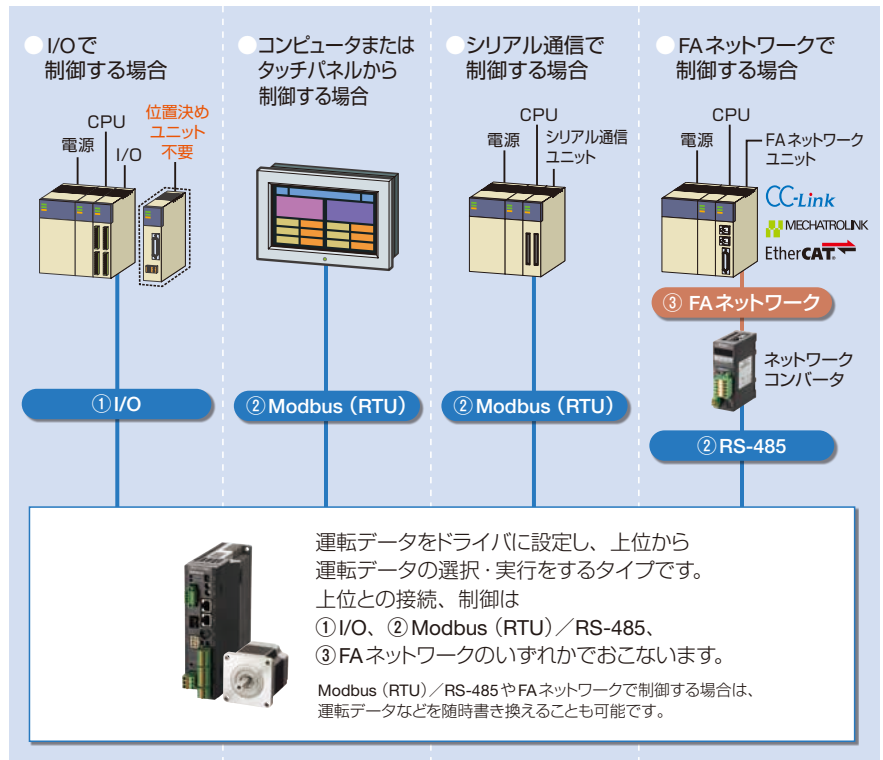 I/Oで
制御する場合
電源
CPU
I/O
位置決め
ユニット
不要
①I/O
コンピュータまたは
タッチパネルから
制御する場合
②Modbus（RTU）
シリアル通信で
制御する場合
電源
CPU
シリアル通信
ユニット
②Modbus（RTU）
FAネットワークで
制御する場合
電源
CPU
FAネットワーク
ユニット
CC-Link
MECHATROLINK
EtherCAT
③ FAネットワーク
ネットワーク
コンバータ
②RS-485
運転データをドライバに設定し、上位から
運転データの選択・実行をするタイプです。
上位との接続、制御は
①I/O、②Modbus（RTU）／RS-485、
③FAネットワークのいずれかでおこないます。
Modbus（RTU）／RS-485やFAネットワークで制御する場合は、
運転データなどを随時書き換えることも可能です。